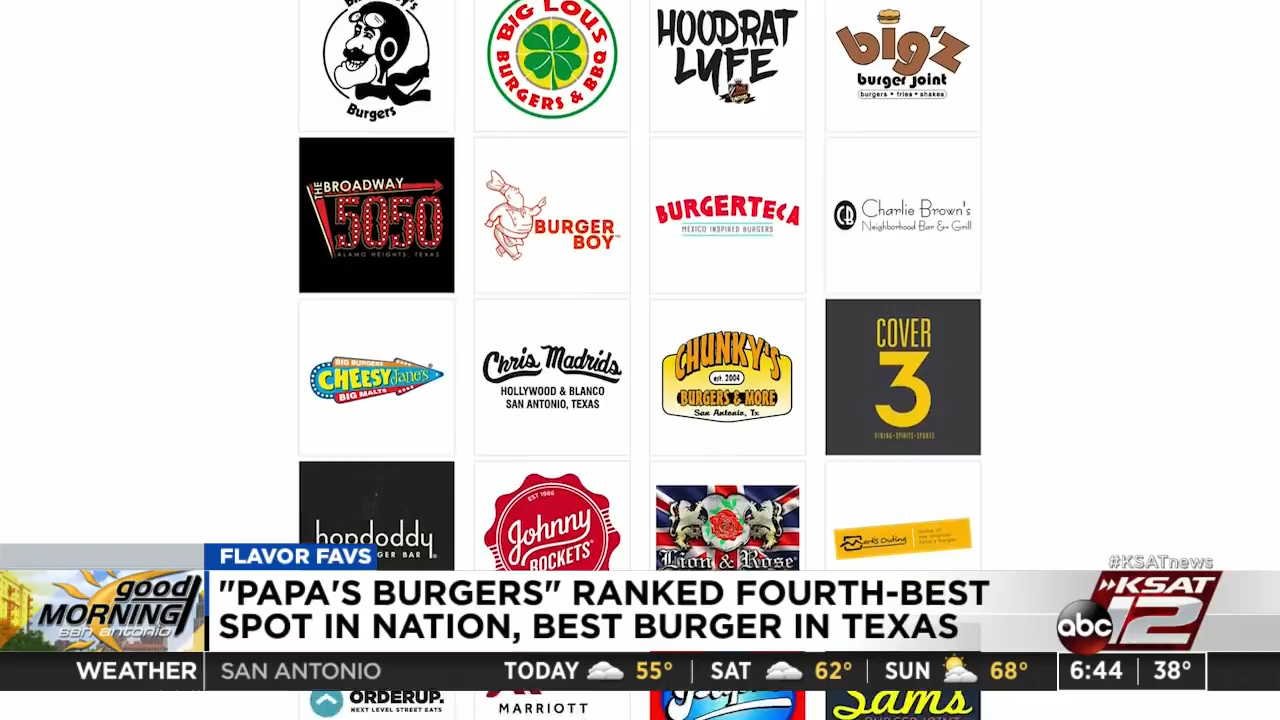 Burgers
BIG LOUS
BURGERS & BBQ
HOODRAT
LYFE
big'z
burger joint
burgers • fries • shakes
THE BROADWAY
5050
ALAMO HEIGHTS, TEXAS
BURGER
BOY™
BURGERTECA
MEXICO INSPIRED BURGERS
CB
Charlie Brown's
Neighborhood Bar & Grill
BIG BURGERS
CHEESY Jane's®
BIG MALTS
Chris Madrids
HOLLYWOOD & BLANCO
SAN ANTONIO, TEXAS
CHUNKY'S
est. 2004
BURGERS & MORE
San Antonio, Tx
COVER
3
DINING•SPIRITS•SPORTS
hopdoddy
BAR
EST 1986
Johnny
ROCKETS™
Lion & Rose
Mark's Outing
#KSATnews
FLAVOR FAVS
good
MORNING
san antonio
"PAPA'S BURGERS" RANKED FOURTH-BEST
SPOT IN NATION, BEST BURGER IN TEXAS
abc
KSAT
12
WEATHER
SAN ANTONIO
TODAY 55° | SAT 62° | SUN 68°
6:44 | 38°
ORDERUP.
NEXT LEVEL STREET EATS
MARRIOTT
Sams